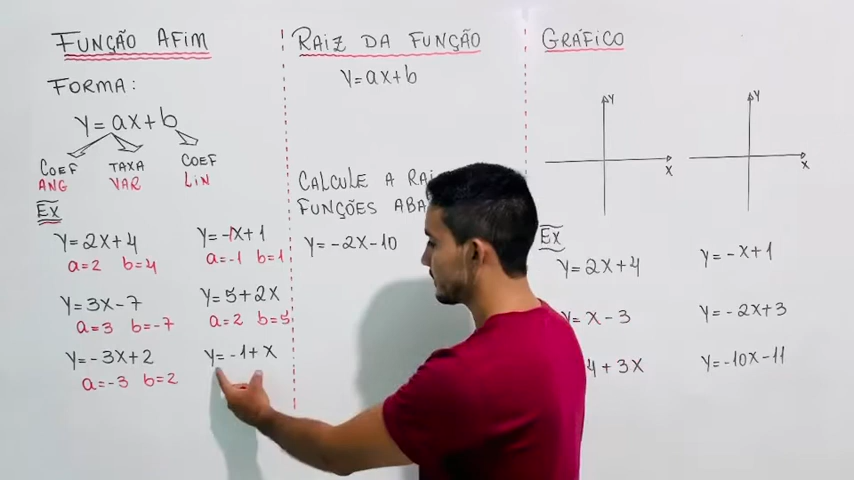 FUNÇÃO AFIM
FORMA:
Y=ax+b
COEF TAXA COEF
ANG VAR LIN
EX
Y=2X+4 Y=-1X+1
a=2 b=4 a=-1 b=1
Y=3X-7 Y=5+2X
a=3 b=-7 a=2 b=5
Y=-3X+2 Y=-1+X
a=-3 b=2
RAIZ DA FUNÇÃO
Y=ax+b
CALCULE A
FUNÇÕES
Y=-2X-10
GRÁFICO
Y Y
X X
EX
Y=2X+4 Y=-X+1
Y=X-3 Y=-2X+3
4+3X Y=-10X-11